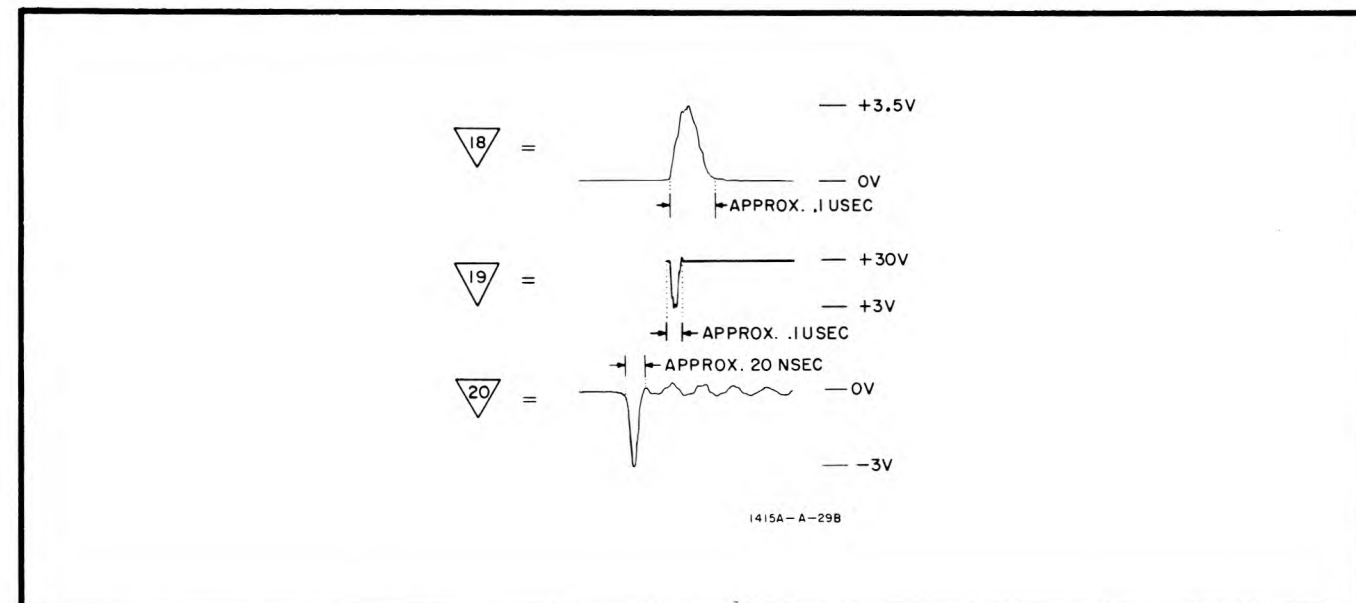 +3.5V
18 =
0V
APPROX. .1 USEC
+30V
19 =
+3V
APPROX. .1 USEC
APPROX. 20 NSEC
20 =
0V
-3V
1415A-A-29B